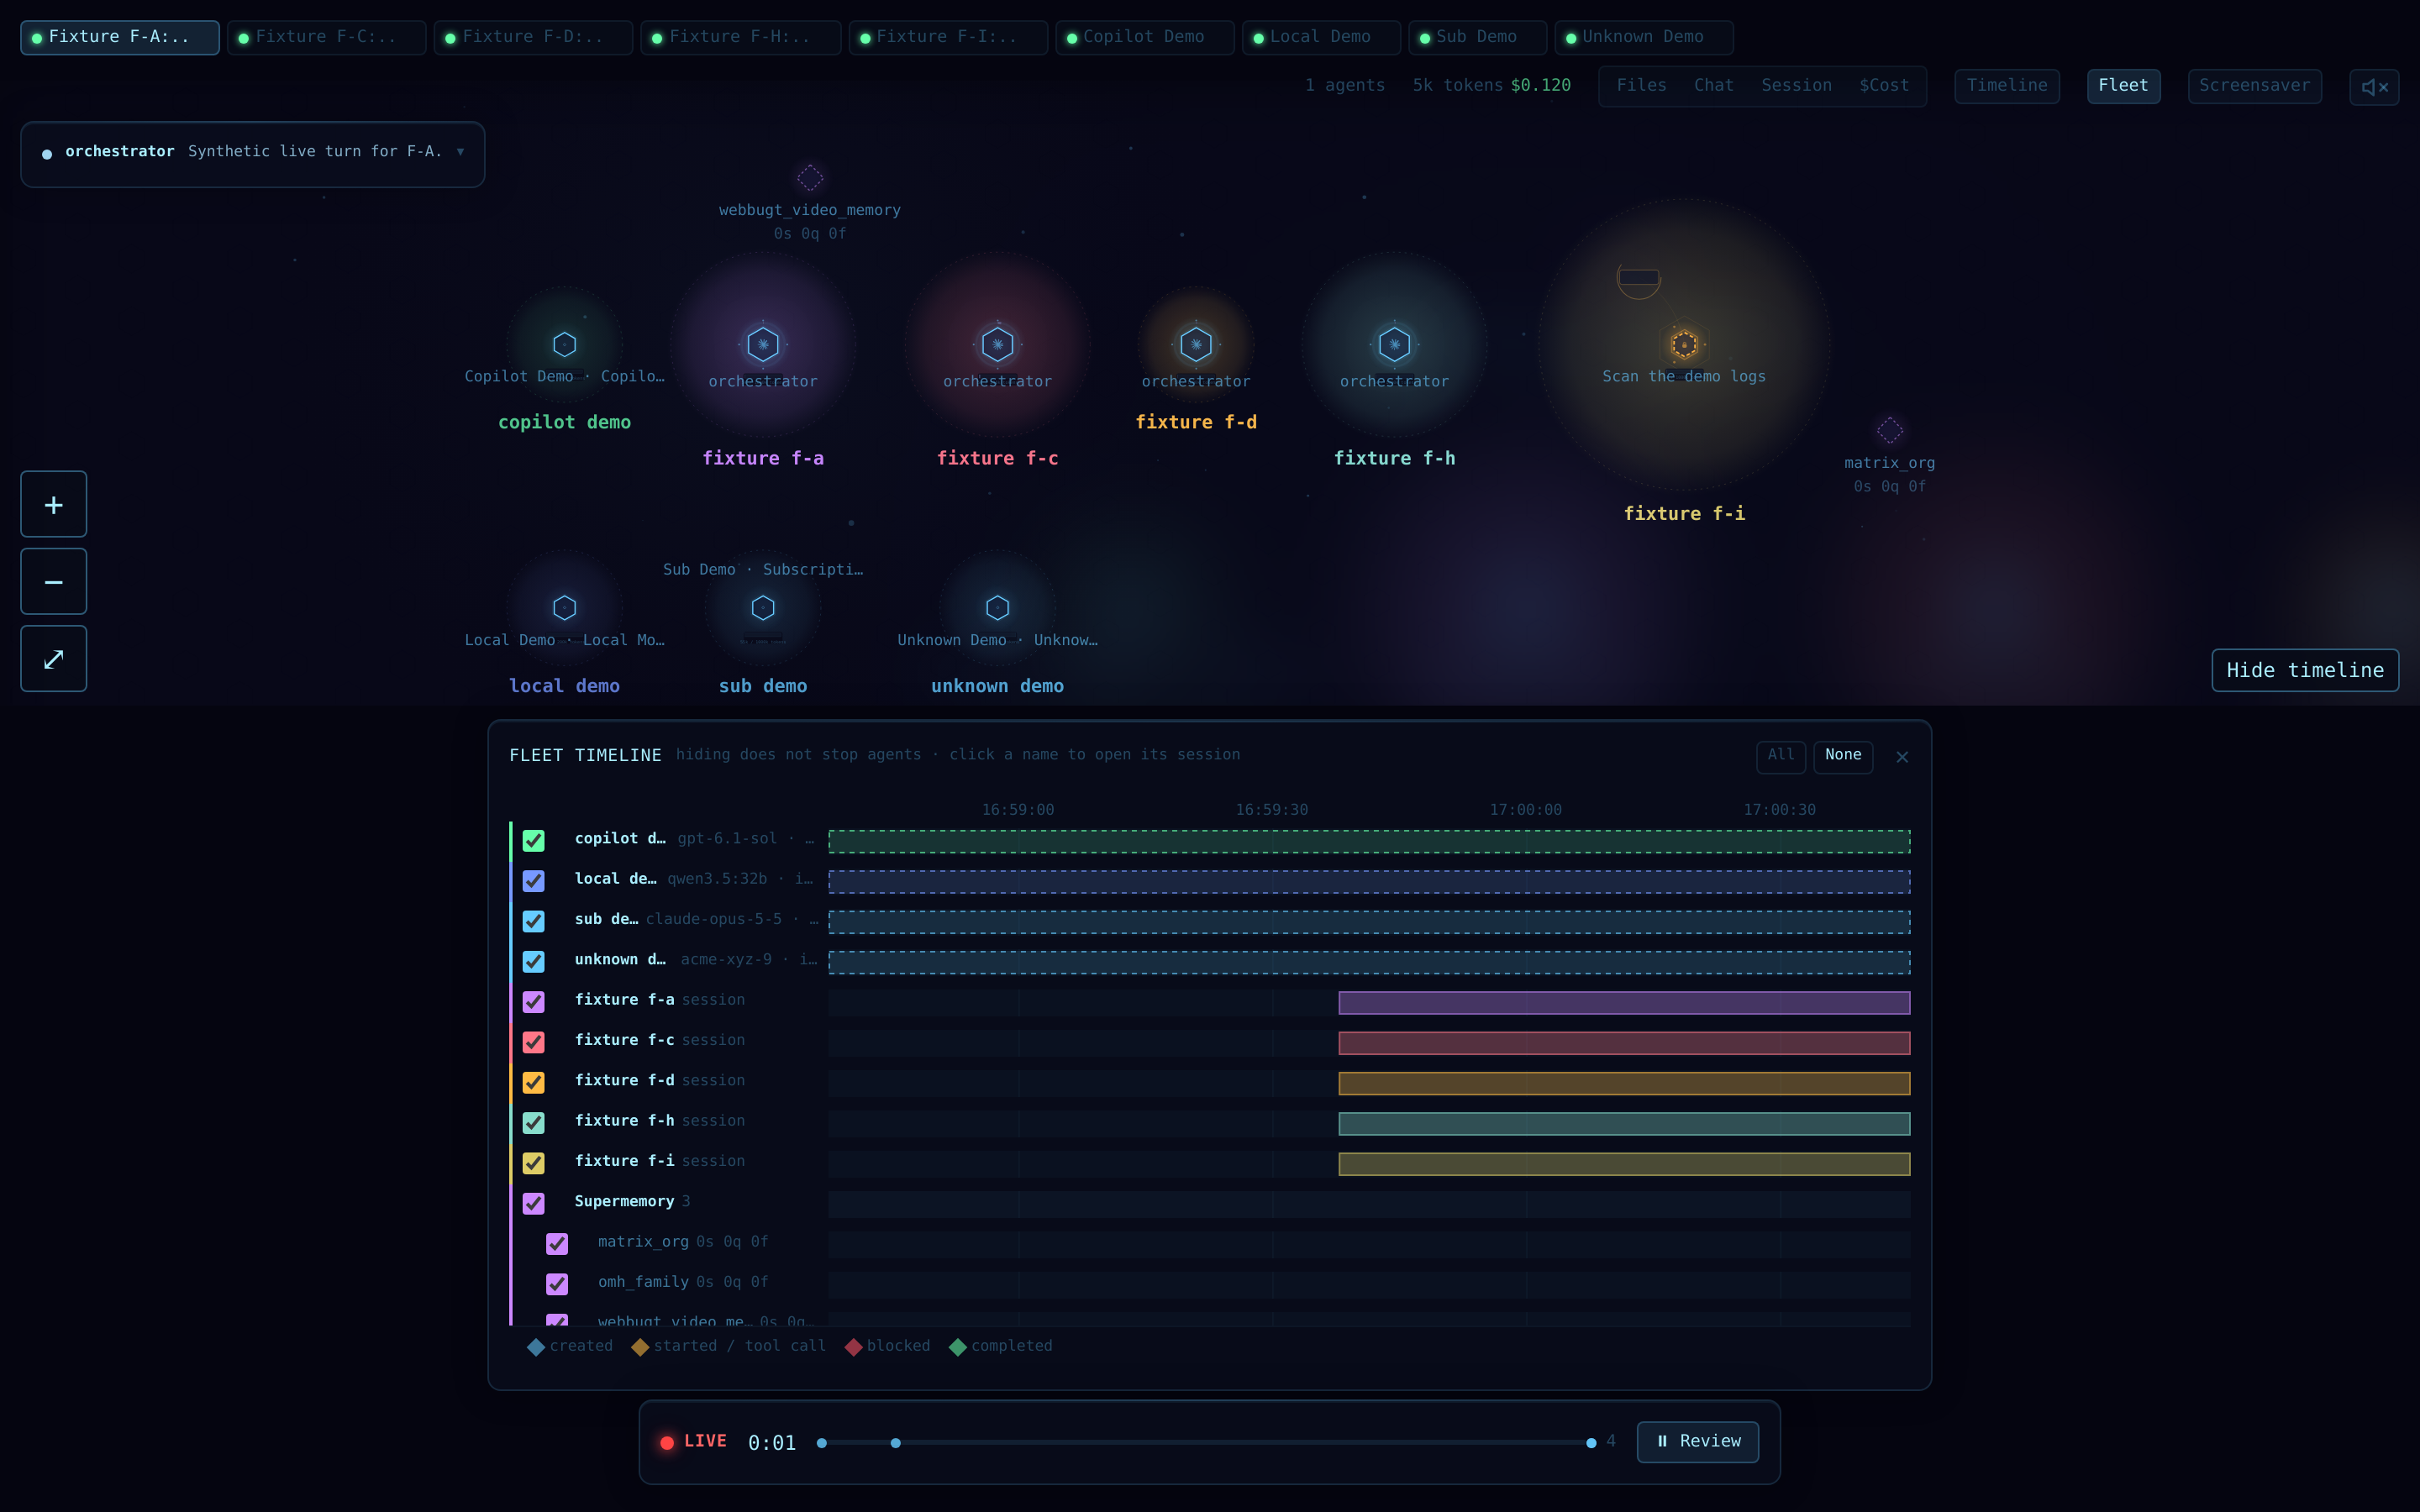 Fixture F-A:.. Fixture F-C:.. Fixture F-D:.. Fixture F-H:.. Fixture F-I:.. Copilot Demo Local Demo Sub Demo Unknown Demo
1 agents 5k tokens $0.120 Files Chat Session $Cost Timeline Fleet Screensaver
orchestrator Synthetic live turn for F-A. ▾
webbugt_video_memory
0s 0q 0f
Copilot Demo · Copilo… orchestrator orchestrator orchestrator orchestrator Scan the demo logs
copilot demo fixture f-d
fixture f-a fixture f-c fixture f-h
matrix_org
0s 0q 0f
fixture f-i
+
−
⤢
Sub Demo · Subscripti…
Local Demo · Local Mo… Unknown Demo · Unknow…
local demo sub demo unknown demo
Hide timeline
FLEET TIMELINE hiding does not stop agents · click a name to open its session All None ×
16:59:00 16:59:30 17:00:00 17:00:30
copilot d… gpt-6.1-sol · …
local de… qwen3.5:32b · i…
sub de… claude-opus-5-5 · …
unknown d… acme-xyz-9 · i…
fixture f-a session
fixture f-c session
fixture f-d session
fixture f-h session
fixture f-i session
Supermemory 3
matrix_org 0s 0q 0f
omh_family 0s 0q 0f
webbugt_video_me… 0s 0q…
created started / tool call blocked completed
LIVE 0:01 4 Review